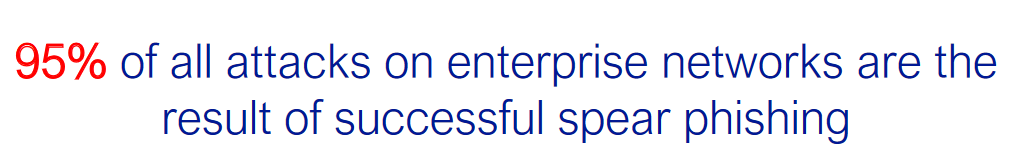 95% of all attacks on enterprise networks are the
result of successful spear phishing